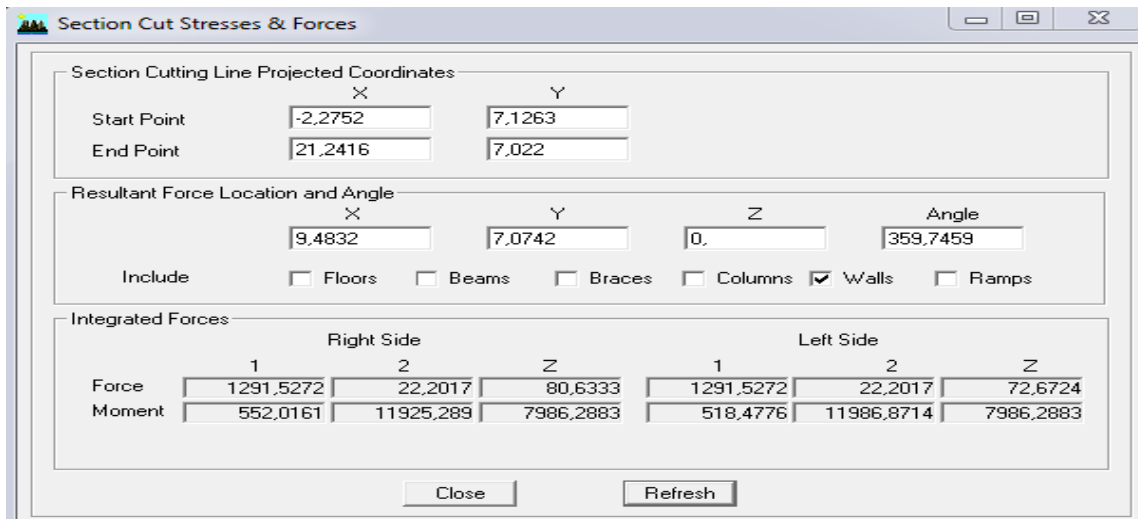 Section Cut Stresses & Forces
Section Cutting Line Projected Coordinates
X Y
Start Point -2,2752 7,1263
End Point 21,2416 7,022
Resultant Force Location and Angle
X Y Z Angle
9,4832 7,0742 0, 359,7459
Include Floors Beams Braces Columns Walls Ramps
Integrated Forces
Right Side Left Side
1 2 Z 1 2 Z
Force 1291,5272 22,2017 80,6333 1291,5272 22,2017 72,6724
Moment 552,0161 11925,289 7986,2883 518,4776 11986,8714 7986,2883
Close Refresh